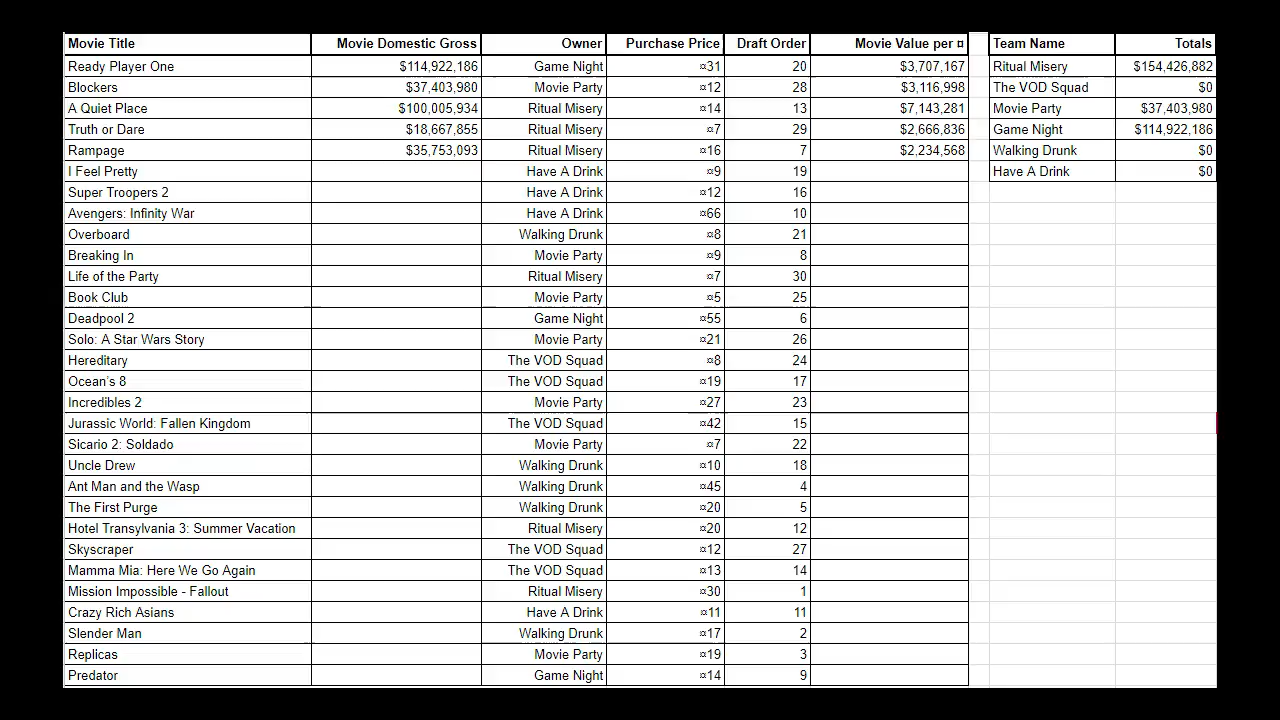 Movie Title Movie Domestic Gross Owner Purchase Price Draft Order Movie Value per ¤ Team Name Totals
Ready Player One $114,922,186 Game Night ¤31 20 $3,707,167 Ritual Misery $154,426,882
Blockers $37,403,980 Movie Party ¤12 28 $3,116,998 The VOD Squad $0
A Quiet Place $100,005,934 Ritual Misery ¤14 13 $7,143,281 Movie Party $37,403,980
Truth or Dare $18,667,855 Ritual Misery ¤7 29 $2,666,836 Game Night $114,922,186
Rampage $35,753,093 Ritual Misery ¤16 7 $2,234,568 Walking Drunk $0
I Feel Pretty Have A Drink ¤9 19 Have A Drink $0
Super Troopers 2 Have A Drink ¤12 16
Avengers: Infinity War Have A Drink ¤66 10
Overboard Walking Drunk ¤8 21
Breaking In Movie Party ¤9 8
Life of the Party Ritual Misery ¤7 30
Book Club Movie Party ¤5 25
Deadpool 2 Game Night ¤55 6
Solo: A Star Wars Story Movie Party ¤21 26
Hereditary The VOD Squad ¤8 24
Ocean's 8 The VOD Squad ¤19 17
Incredibles 2 Movie Party ¤27 23
Jurassic World: Fallen Kingdom The VOD Squad ¤42 15
Sicario 2: Soldado Movie Party ¤7 22
Uncle Drew Walking Drunk ¤10 18
Ant Man and the Wasp Walking Drunk ¤45 4
The First Purge Walking Drunk ¤20 5
Hotel Transylvania 3: Summer Vacation Ritual Misery ¤20 12
Skyscraper The VOD Squad ¤12 27
Mamma Mia: Here We Go Again The VOD Squad ¤13 14
Mission Impossible - Fallout Ritual Misery ¤30 1
Crazy Rich Asians Have A Drink ¤11 11
Slender Man Walking Drunk ¤17 2
Replicas Movie Party ¤19 3
Predator Game Night ¤14 9